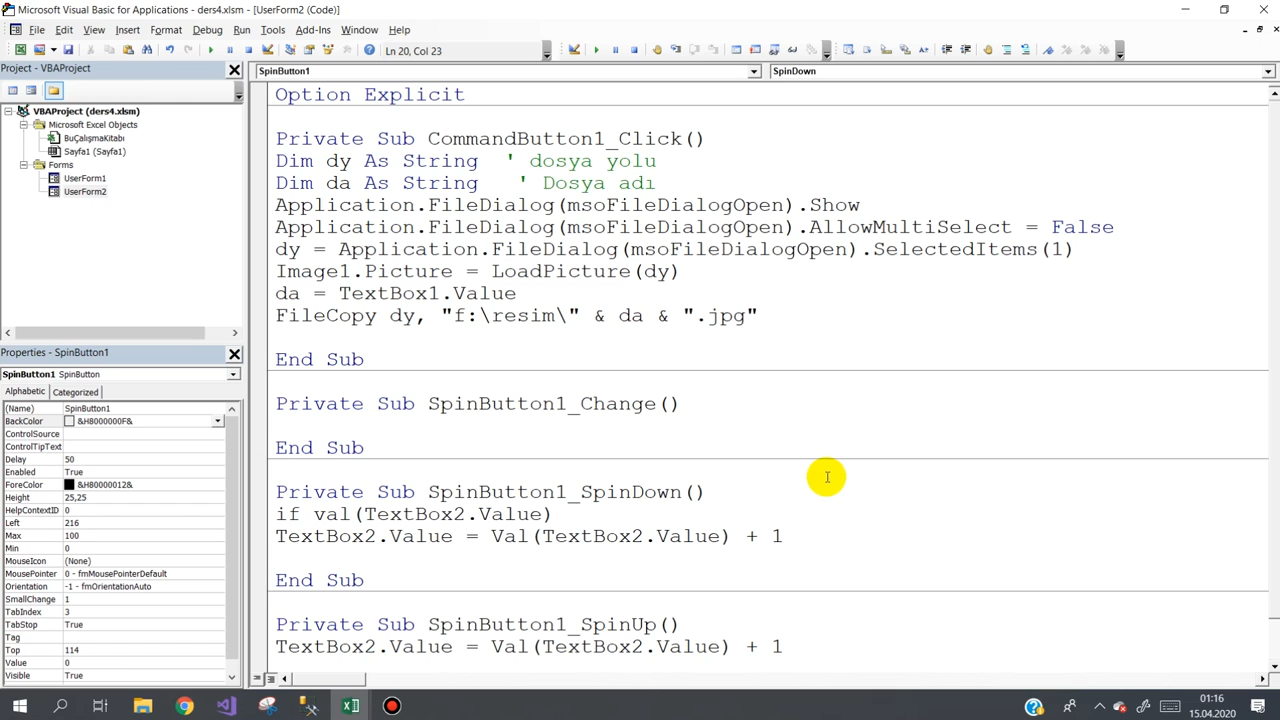 Microsoft Visual Basic for Applications - ders4.xlsm - [UserForm2 (Code)]
File Edit View Insert Format Debug Run Tools Add-Ins Window Help
Ln 20, Col 23
Project - VBAProject
VBAProject (ders4.xlsm)
Microsoft Excel Objects
BuÇalışmaKitabı
Sayfa1 (Sayfa1)
Forms
UserForm1
UserForm2
Properties - SpinButton1
SpinButton1 SpinButton
Alphabetic Categorized
(Name) SpinButton1
BackColor &H8000000F&
ControlSource
ControlTipText
Delay 50
Enabled True
ForeColor &H80000012&
Height 25,25
HelpContextID 0
Left 216
Max 100
Min 0
MouseIcon (None)
MousePointer 0 - fmMousePointerDefault
Orientation -1 - fmOrientationAuto
SmallChange 1
TabIndex 3
TabStop True
Tag
Top 114
Value 0
Visible True
SpinButton1 SpinDown
Option Explicit
Private Sub CommandButton1_Click()
Dim dy As String ' dosya yolu
Dim da As String ' Dosya adı
Application.FileDialog(msoFileDialogOpen).Show
Application.FileDialog(msoFileDialogOpen).AllowMultiSelect = False
dy = Application.FileDialog(msoFileDialogOpen).SelectedItems(1)
Image1.Picture = LoadPicture(dy)
da = TextBox1.Value
FileCopy dy, "f:\resim\" & da & ".jpg"
End Sub
Private Sub SpinButton1_Change()
End Sub
Private Sub SpinButton1_SpinDown()
if val(TextBox2.Value)
TextBox2.Value = Val(TextBox2.Value) + 1
End Sub
Private Sub SpinButton1_SpinUp()
TextBox2.Value = Val(TextBox2.Value) + 1
01:16
15.04.2020